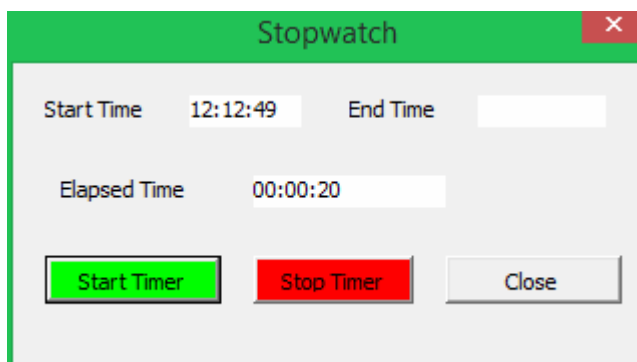 Stopwatch
Start Time 12:12:49 End Time
Elapsed Time 00:00:20
Start Timer Stop Timer Close